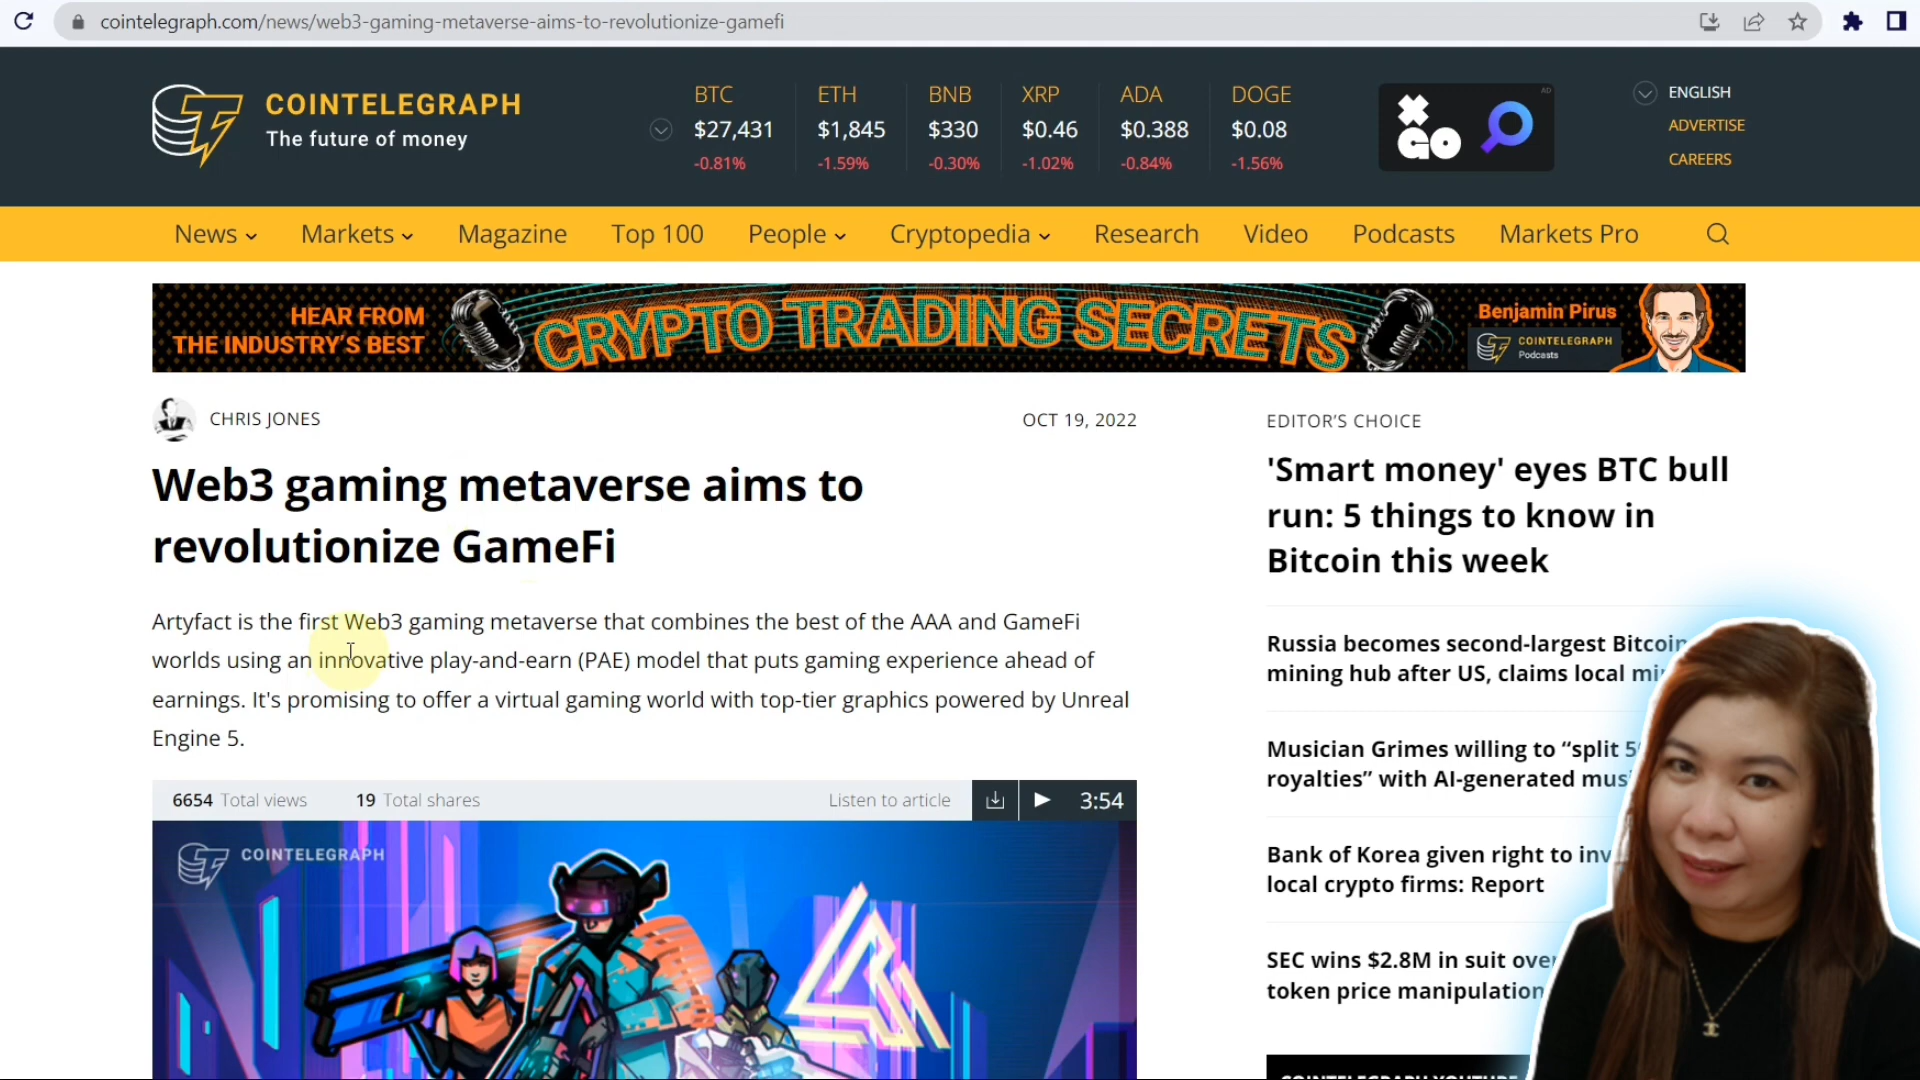 cointelegraph.com/news/web3-gaming-metaverse-aims-to-revolutionize-gamefi
COINTELEGRAPH
The future of money
BTC ETH BNB XRP ADA DOGE
$27,431 $1,845 $330 $0.46 $0.388 $0.08
-0.81% -1.59% -0.30% -1.02% -0.84% -1.56%
XGO
AD
ENGLISH
ADVERTISE
CAREERS
News Markets Magazine Top 100 People Cryptopedia Research Video Podcasts Markets Pro
HEAR FROM
THE INDUSTRY'S BEST
CRYPTO TRADING SECRETS
Benjamin Pirus
COINTELEGRAPH
Podcasts
CHRIS JONES
OCT 19, 2022
Web3 gaming metaverse aims to
revolutionize GameFi
Artyfact is the first Web3 gaming metaverse that combines the best of the AAA and GameFi
worlds using an innovative play-and-earn (PAE) model that puts gaming experience ahead of
earnings. It's promising to offer a virtual gaming world with top-tier graphics powered by Unreal
Engine 5.
6654 Total views 19 Total shares Listen to article 3:54
COINTELEGRAPH
EDITOR'S CHOICE
'Smart money' eyes BTC bull
run: 5 things to know in
Bitcoin this week
Russia becomes second-largest Bitcoin
mining hub after US, claims local
Musician Grimes willing to “split
royalties” with AI-generated
Bank of Korea given right to
local crypto firms: Report
SEC wins $2.8M in suit
token price manipulation
COINTELEGRAPH YOUTUBE